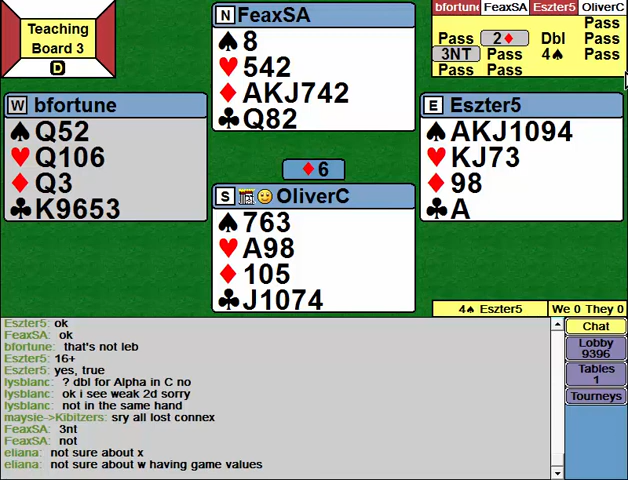 Teaching
Board 3
D
N FeaxSA
♠8
♥542
♦AKJ742
♣Q82
bfortune FeaxSA Eszter5 OliverC
Pass
Pass 2♦ Dbl Pass
3NT Pass 4♠ Pass
Pass Pass
W bfortune
♠Q52
♥Q106
♦Q3
♣K9653
E Eszter5
♠AKJ1094
♥KJ73
♦98
♣A
♦6
S OliverC
♠763
♥A98
♦105
♣J1074
4♠ Eszter5
We 0 They 0
Eszter5: ok
FeaxSA: ok
bfortune: that's not leb
Eszter5: 16+
Eszter5: yes, true
lysblanc: ? dbl for Alpha in C no
lysblanc: ok i see weak 2d sorry
lysblanc: not in the same hand
maysie->Kibitzers: sry all lost connex
FeaxSA: 3nt
FeaxSA: not
eliana: not sure about x
eliana: not sure about w having game values
Chat
Lobby
9396
Tables
1
Tourneys